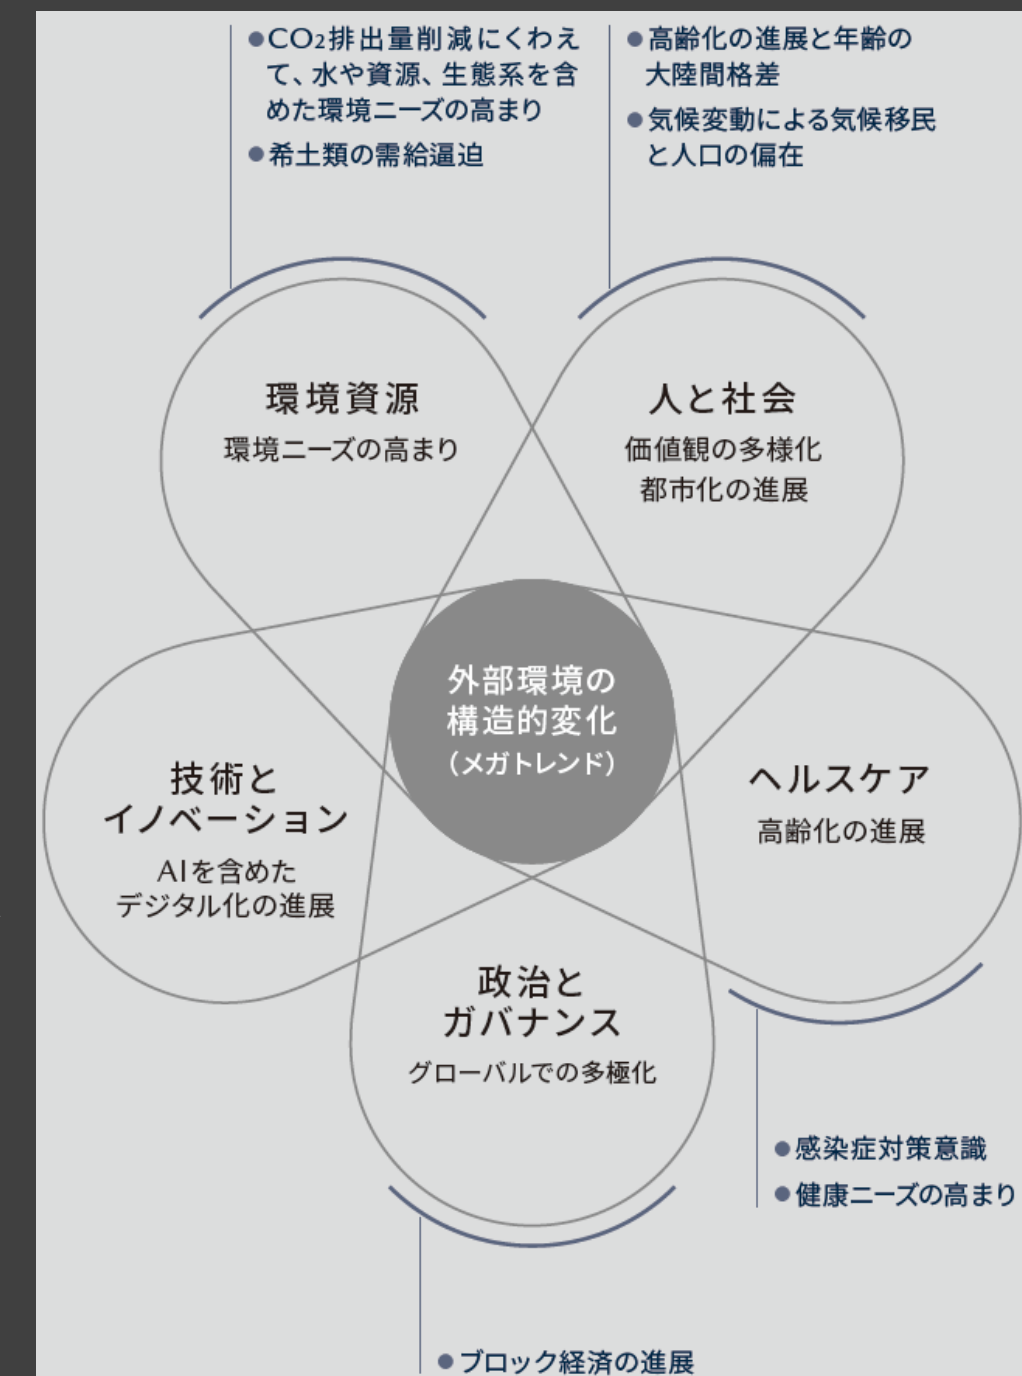 ●CO₂排出量削減にくわえ
て、水や資源、生態系を含
めた環境ニーズの高まり
●希土類の需給逼迫
●高齢化の進展と年齢の
大陸間格差
●気候変動による気候移民
と人口の偏在
環境資源
環境ニーズの高まり
人と社会
価値観の多様化
都市化の進展
外部環境の
構造的変化
（メガトレンド）
技術と
イノベーション
AIを含めた
デジタル化の進展
ヘルスケア
高齢化の進展
政治と
ガバナンス
グローバルでの多極化
●感染症対策意識
●健康ニーズの高まり
●ブロック経済の進展